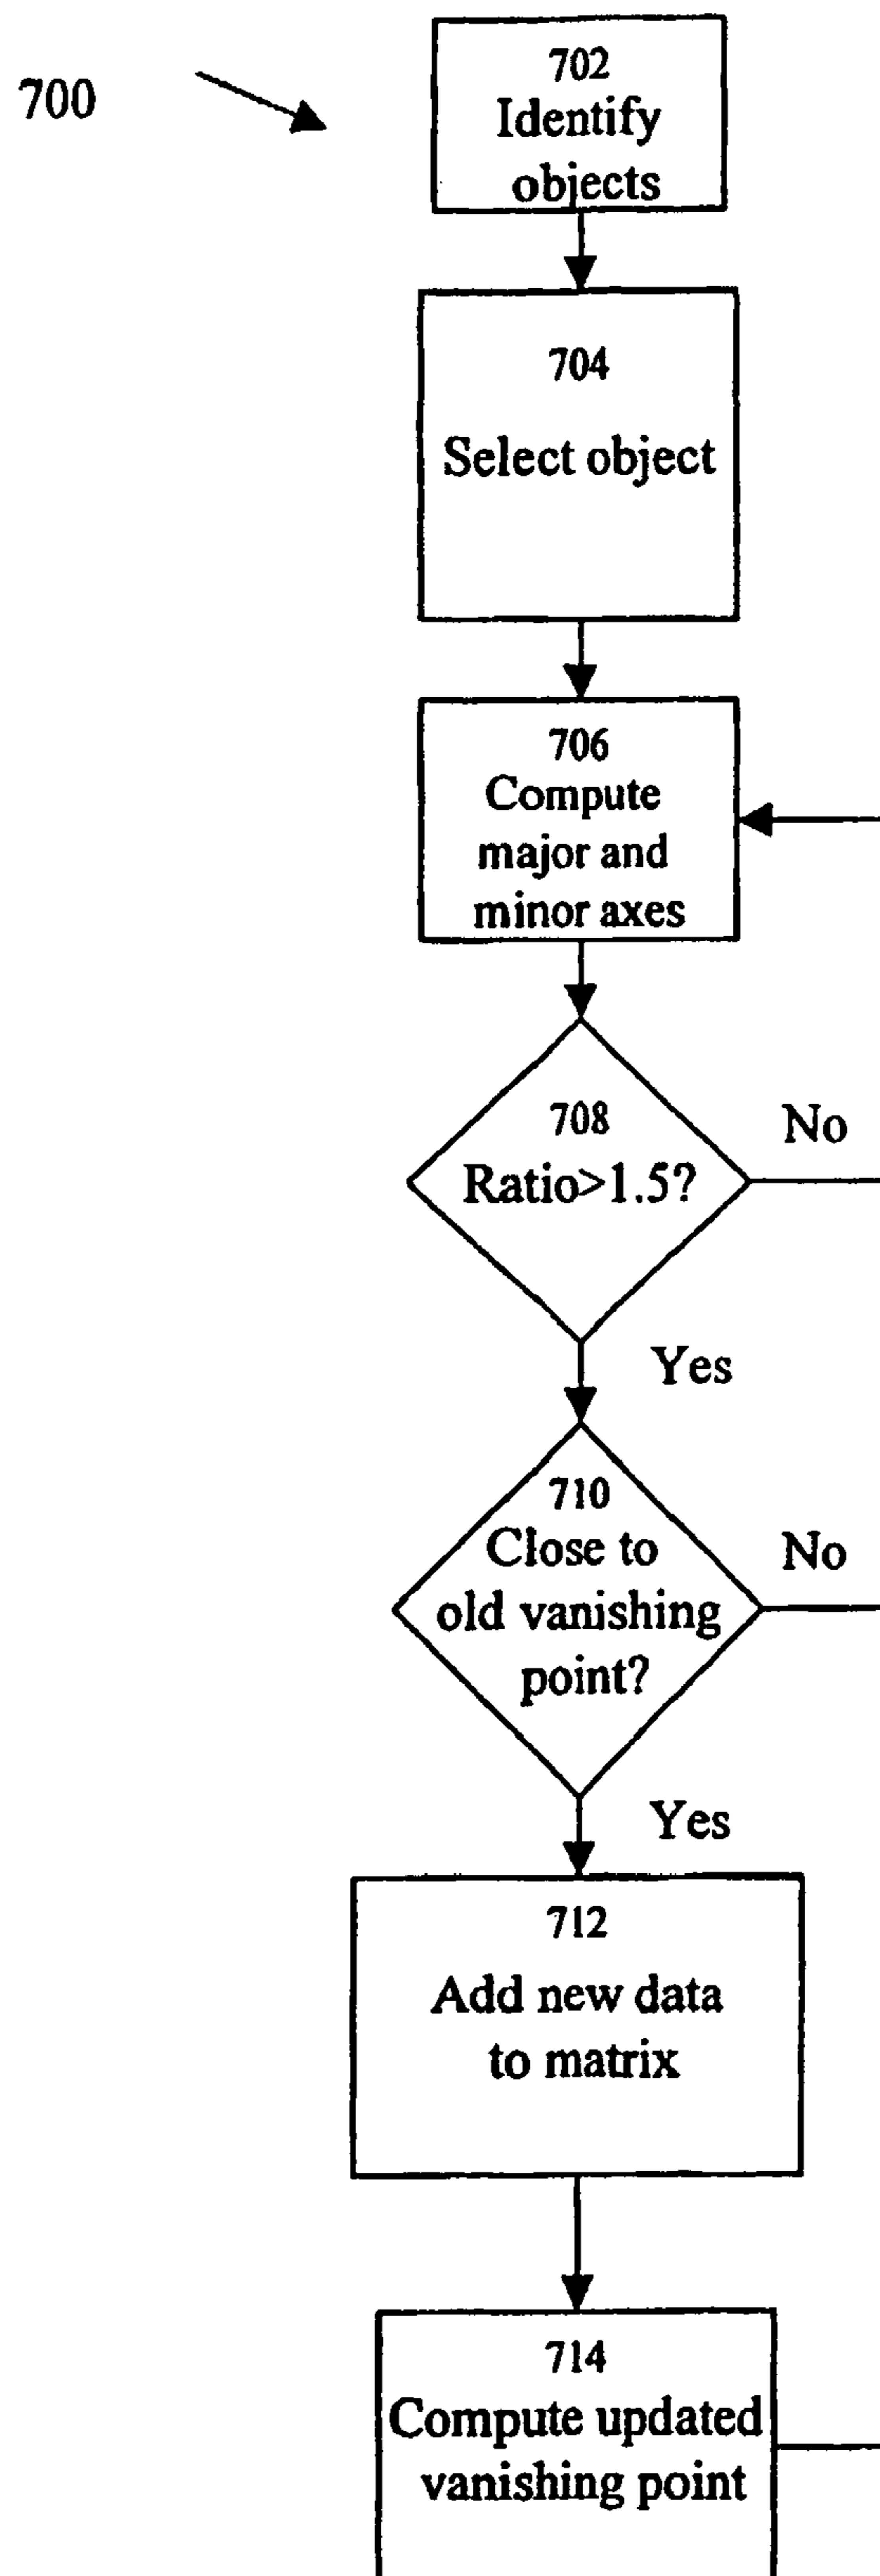 700
702
Identify
objects
704
Select object
706
Compute
major and
minor axes
708
Ratio>1.5?
No
Yes
710
Close to
old vanishing
point?
No
Yes
712
Add new data
to matrix
714
Compute updated
vanishing point